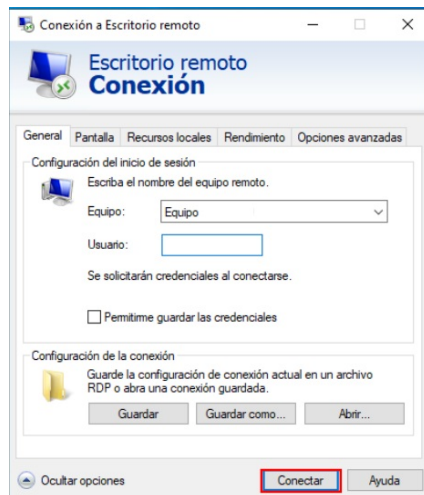 Conexión a Escritorio remoto
Escritorio remoto
Conexión
General Pantalla Recursos locales Rendimiento Opciones avanzadas
Configuración del inicio de sesión
Escriba el nombre del equipo remoto.
Equipo: Equipo
Usuario:
Se solicitarán credenciales al conectarse.
Permitirme guardar las credenciales
Configuración de la conexión
Guarde la configuración de conexión actual en un archivo
RDP o abra una conexión guardada.
Guardar Guardar como... Abrir...
Ocultar opciones Conectar Ayuda